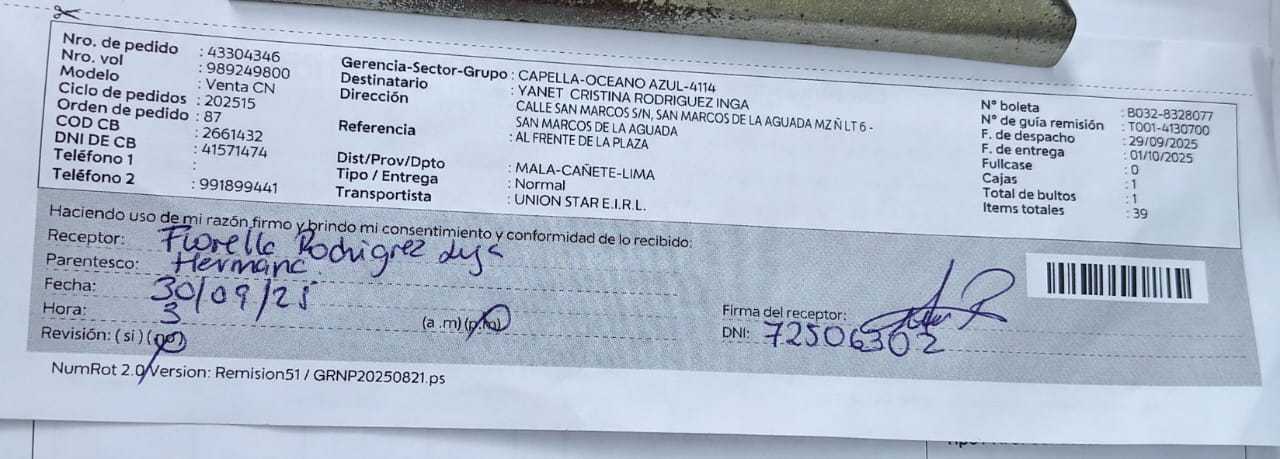 Nro. de pedido : 43304346
Nro. vol : 989249800
Modelo : Venta CN
Ciclo de pedidos : 202515
Orden de pedido : 87
COD CB : 2661432
DNI DE CB : 41571474
Teléfono 1 :
Teléfono 2 : 991899441
Gerencia-Sector-Grupo : CAPELLA-OCEANO AZUL-4114
Destinatario : YANET CRISTINA RODRIGUEZ INGA
Dirección CALLE SAN MARCOS S/N, SAN MARCOS DE LA AGUADA MZ Ñ LT 6 -
SAN MARCOS DE LA AGUADA
Referencia : AL FRENTE DE LA PLAZA
Dist/Prov/Dpto : MALA-CAÑETE-LIMA
Tipo / Entrega : Normal
Transportista : UNION STAR E.I.R.L.
N° boleta : B032-8328077
N° de guía remisión : T001-4130700
F. de despacho : 29/09/2025
F. de entrega : 01/10/2025
Fullcase : 0
Cajas : 1
Total de bultos : 1
Items totales : 39
Haciendo uso de mi razón firmo y brindo mi consentimiento y conformidad de lo recibido:
Receptor: Fiorella Rodrigrez
Parentesco: Hermana
Fecha: 30/09/25
Hora: 3 (a .m) (p.m)
Revisión: ( si ) (no)
Firma del receptor:
DNI: 72506302
NumRot 2.0/Version: Remision51 / GRNP20250821.ps